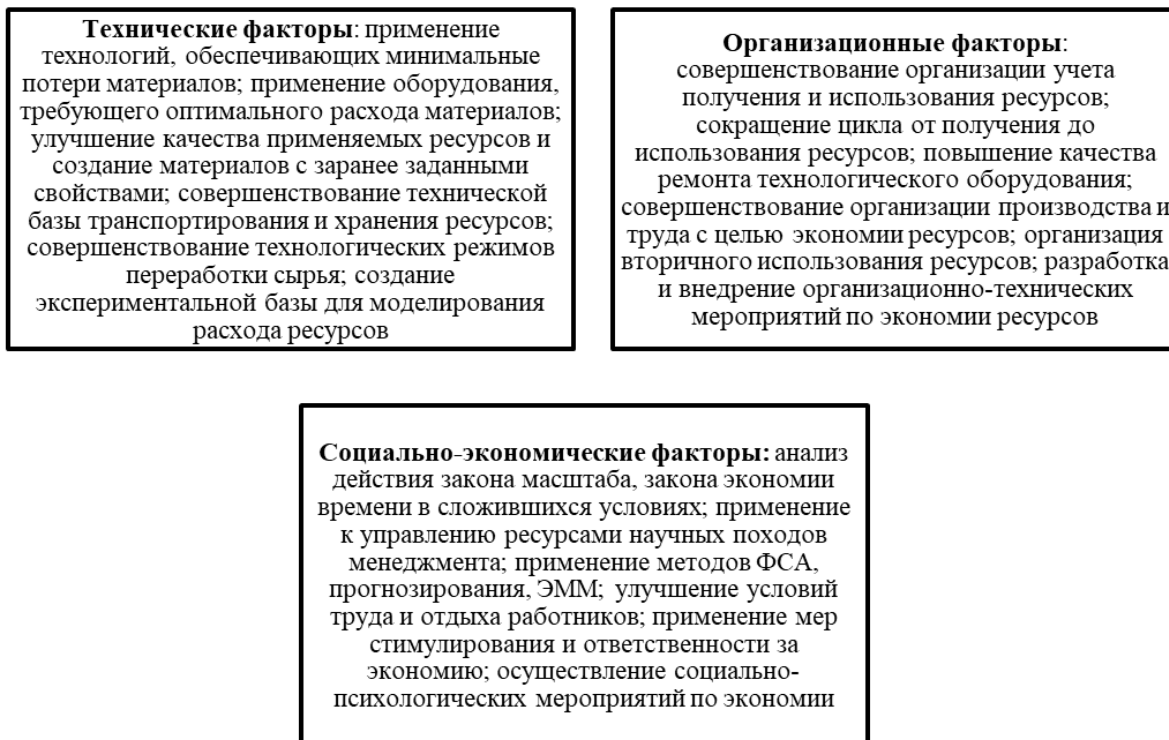 Технические факторы: применение
технологий, обеспечивающих минимальные
потери материалов; применение оборудования,
требующего оптимального расхода материалов;
улучшение качества применяемых ресурсов и
создание материалов с заранее заданными
свойствами; совершенствование технической
базы транспортирования и хранения ресурсов;
совершенствование технологических режимов
переработки сырья; создание
экспериментальной базы для моделирования
расхода ресурсов
Организационные факторы:
совершенствование организации учета
получения и использования ресурсов;
сокращение цикла от получения до
использования ресурсов; повышение качества
ремонта технологического оборудования;
совершенствование организации производства и
труда с целью экономии ресурсов; организация
вторичного использования ресурсов; разработка
и внедрение организационно-технических
мероприятий по экономии ресурсов
Социально-экономические факторы: анализ
действия закона масштаба, закона экономии
времени в сложившихся условиях; применение
к управлению ресурсами научных походов
менеджмента; применение методов ФСА,
прогнозирования, ЭММ; улучшение условий
труда и отдыха работников; применение мер
стимулирования и ответственности за
экономию; осуществление социально-
психологических мероприятий по экономии